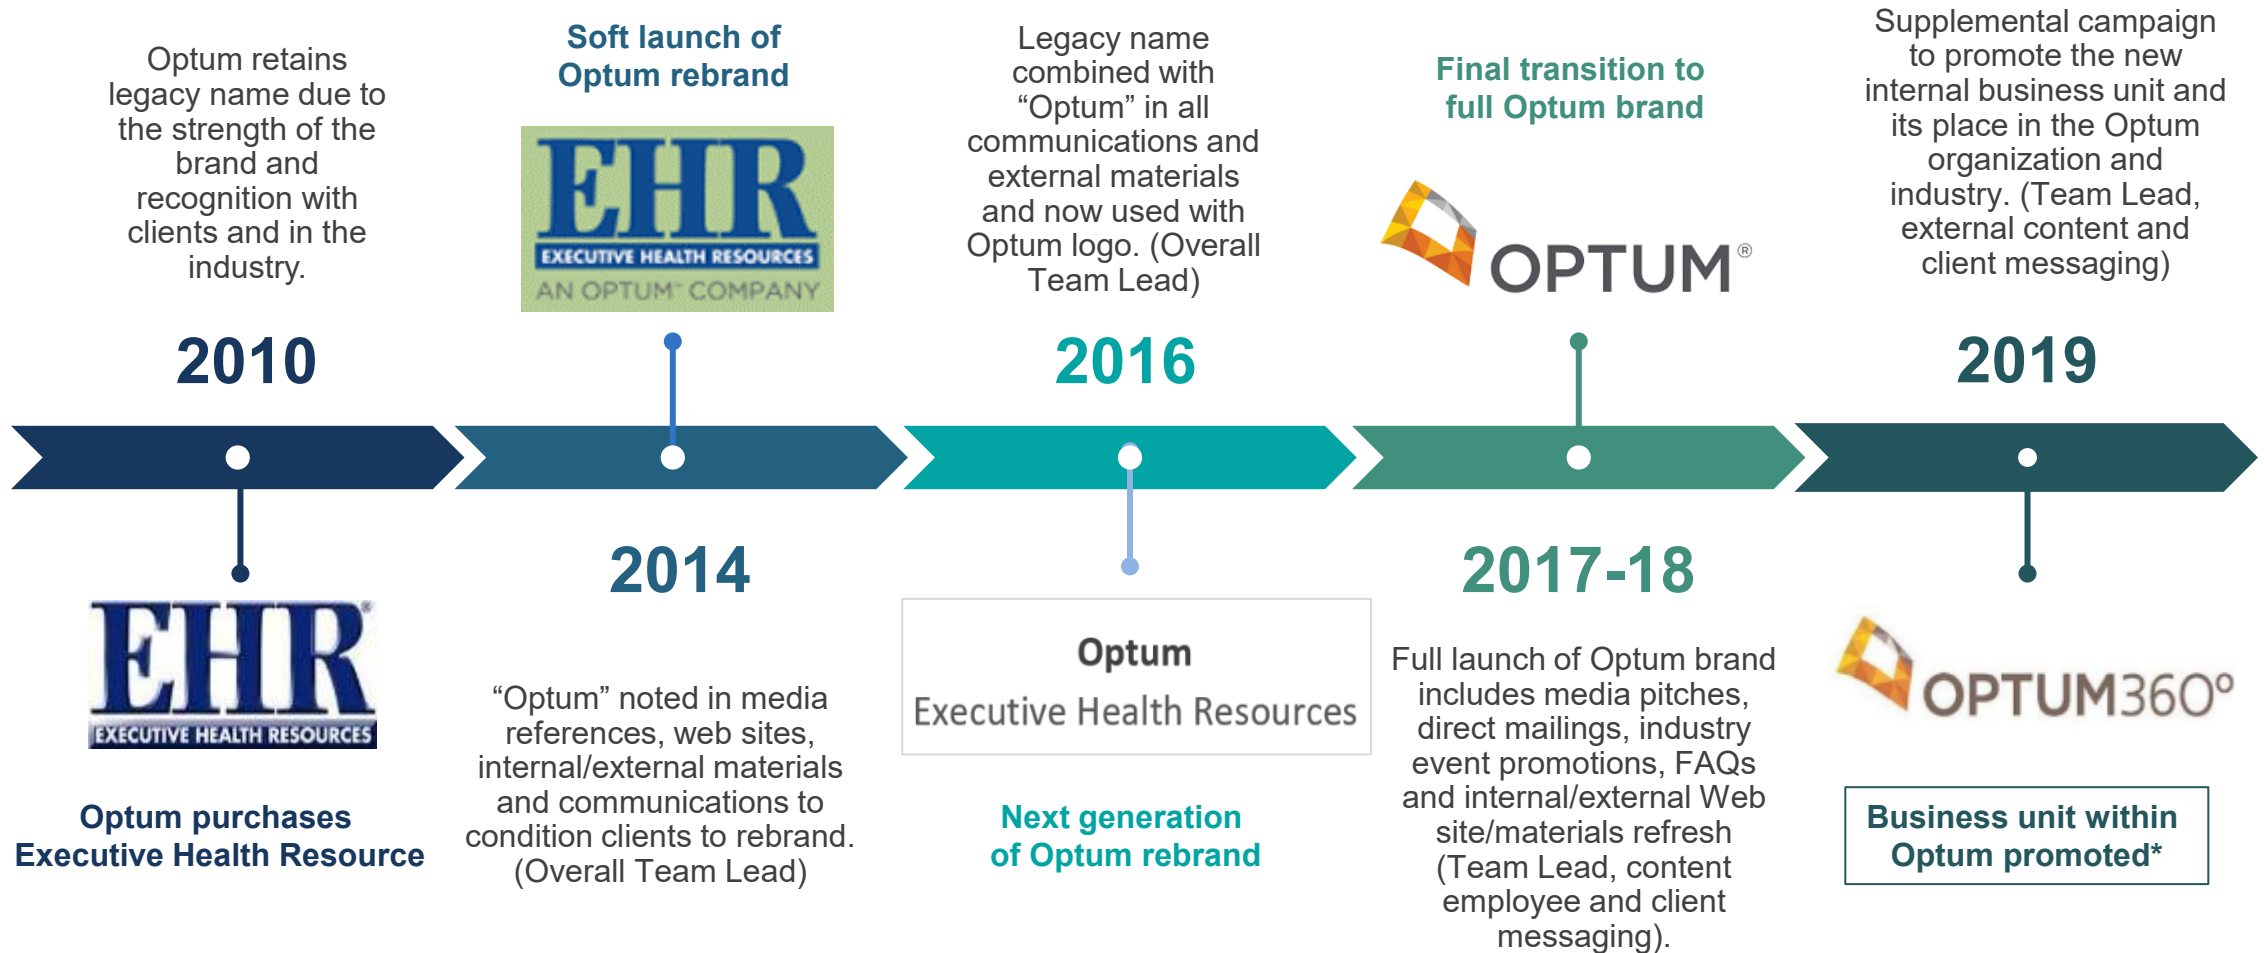 Optum retains
legacy name due to
the strength of the
brand and
recognition with
clients and in the
industry.
2010
EHR®
EXECUTIVE HEALTH RESOURCES
Optum purchases
Executive Health Resource
Soft launch of
Optum rebrand
EHR
EXECUTIVE HEALTH RESOURCES
AN OPTUM™ COMPANY
2014
“Optum” noted in media
references, web sites,
internal/external materials
and communications to
condition clients to rebrand.
(Overall Team Lead)
Legacy name
combined with
“Optum” in all
communications and
external materials
and now used with
Optum logo. (Overall
Team Lead)
2016
Optum
Executive Health Resources
Next generation
of Optum rebrand
Final transition to
full Optum brand
OPTUM®
2017-18
Full launch of Optum brand
includes media pitches,
direct mailings, industry
event promotions, FAQs
and internal/external Web
site/materials refresh
(Team Lead, content
employee and client
messaging).
Supplemental campaign
to promote the new
internal business unit and
its place in the Optum
organization and
industry. (Team Lead,
external content and
client messaging)
2019
OPTUM360º
Business unit within
Optum promoted*